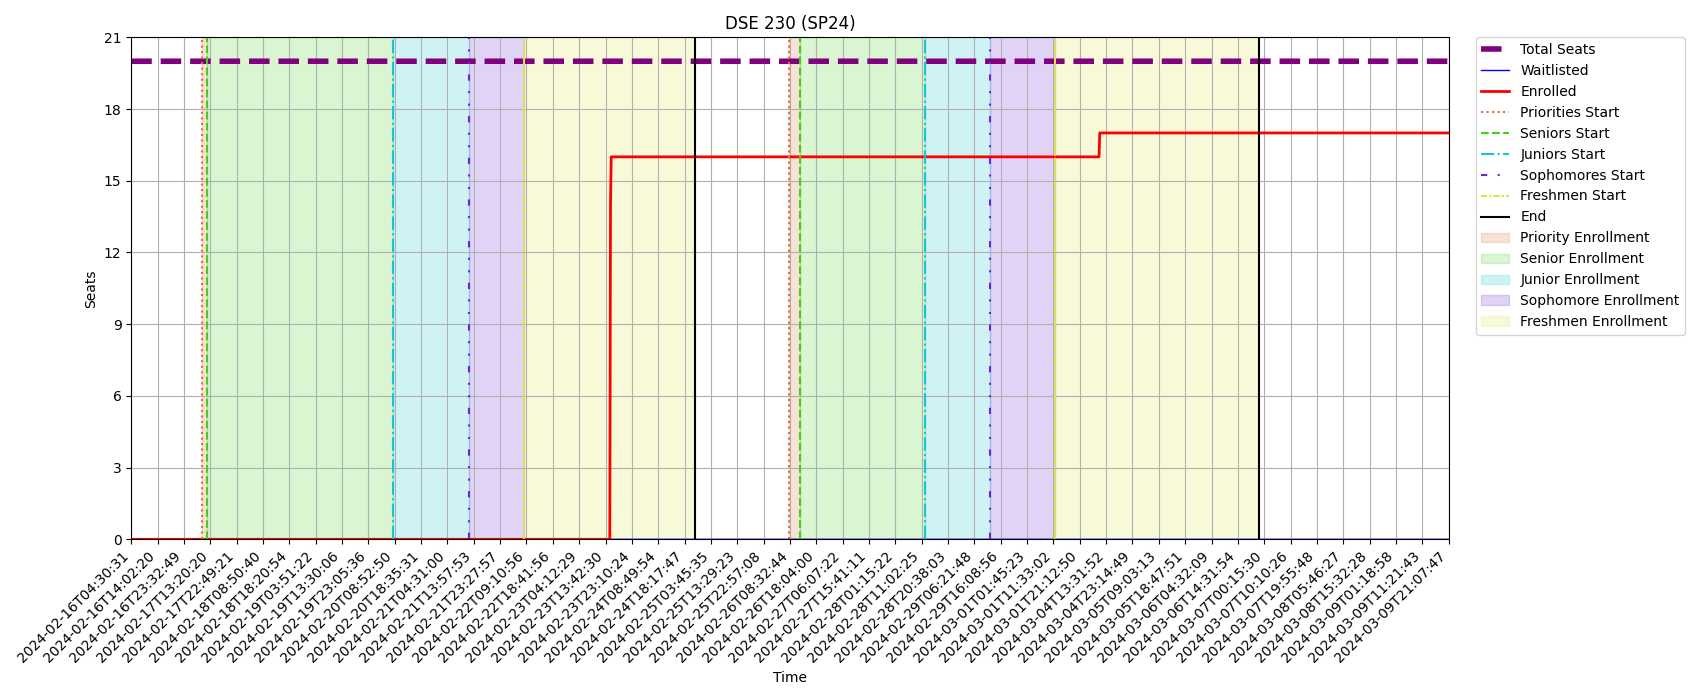 DSE 230 (SP24)
Seats
21
18
15
12
9
6
3
0
2024-02-16T04:30:31
2024-02-16T14:02:20
2024-02-16T23:32:49
2024-02-17T13:20:20
2024-02-17T22:49:21
2024-02-18T08:50:40
2024-02-18T18:20:54
2024-02-19T03:51:22
2024-02-19T13:30:06
2024-02-19T23:05:36
2024-02-20T08:52:50
2024-02-20T18:35:31
2024-02-21T04:31:00
2024-02-21T13:57:53
2024-02-21T23:27:57
2024-02-22T09:10:56
2024-02-22T18:41:56
2024-02-23T04:12:29
2024-02-23T13:42:30
2024-02-23T23:10:24
2024-02-24T08:49:54
2024-02-24T18:17:47
2024-02-25T03:45:35
2024-02-25T13:29:23
2024-02-25T22:57:08
2024-02-26T08:32:44
2024-02-26T18:04:00
2024-02-27T06:07:22
2024-02-27T15:41:11
2024-02-28T01:15:22
2024-02-28T11:02:25
2024-02-28T20:38:03
2024-02-29T06:21:48
2024-02-29T16:08:56
2024-03-01T01:45:23
2024-03-01T11:33:02
2024-03-01T21:12:50
2024-03-04T13:31:52
2024-03-04T23:14:49
2024-03-05T09:03:13
2024-03-05T18:47:51
2024-03-06T04:32:09
2024-03-06T14:31:54
2024-03-07T00:15:30
2024-03-07T10:10:26
2024-03-07T19:55:48
2024-03-08T05:46:27
2024-03-08T15:32:28
2024-03-09T01:18:58
2024-03-09T11:21:43
2024-03-09T21:07:47
Time
Total Seats
Waitlisted
Enrolled
Priorities Start
Seniors Start
Juniors Start
Sophomores Start
Freshmen Start
End
Priority Enrollment
Senior Enrollment
Junior Enrollment
Sophomore Enrollment
Freshmen Enrollment